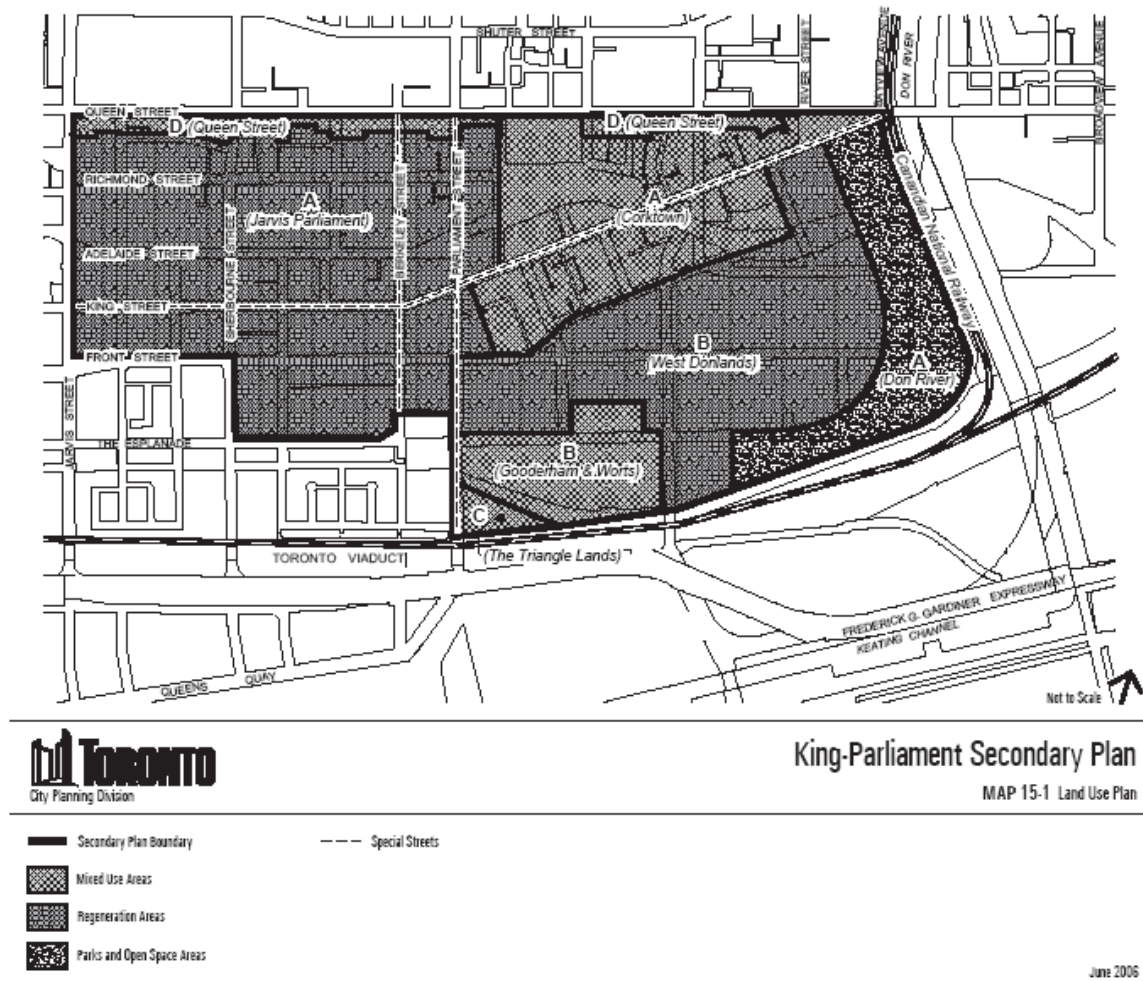 SHUTER STREET
RIVER STREET
BAYVIEW AVENUE
DON RIVER
BROADVIEW AVENUE
QUEEN STREET
D (Queen Street)
D (Queen Street)
RICHMOND STREET
A
(Jarvis Parliament)
A
(Corktown)
Canandian National Railway
SHERBOURNE STREET
BERKELEY STREET
PARLIAMENT STREET
ADELAIDE STREET
KING STREET
FRONT STREET
B
(West Donlands)
A
(Don River)
JARVIS STREET
THE ESPLANADE
B
(Gooderham & Worts)
C
(The Triangle Lands)
TORONTO VIADUCT
FREDERICK G. GARDINER EXPRESSWAY
KEATING CHANNEL
QUEENS QUAY
Not to Scale
TORONTO
City Planning Division
King-Parliament Secondary Plan
MAP 15-1 Land Use Plan
Secondary Plan Boundary
Special Streets
Mixed Use Areas
Regeneration Areas
Parks and Open Space Areas
June 2006